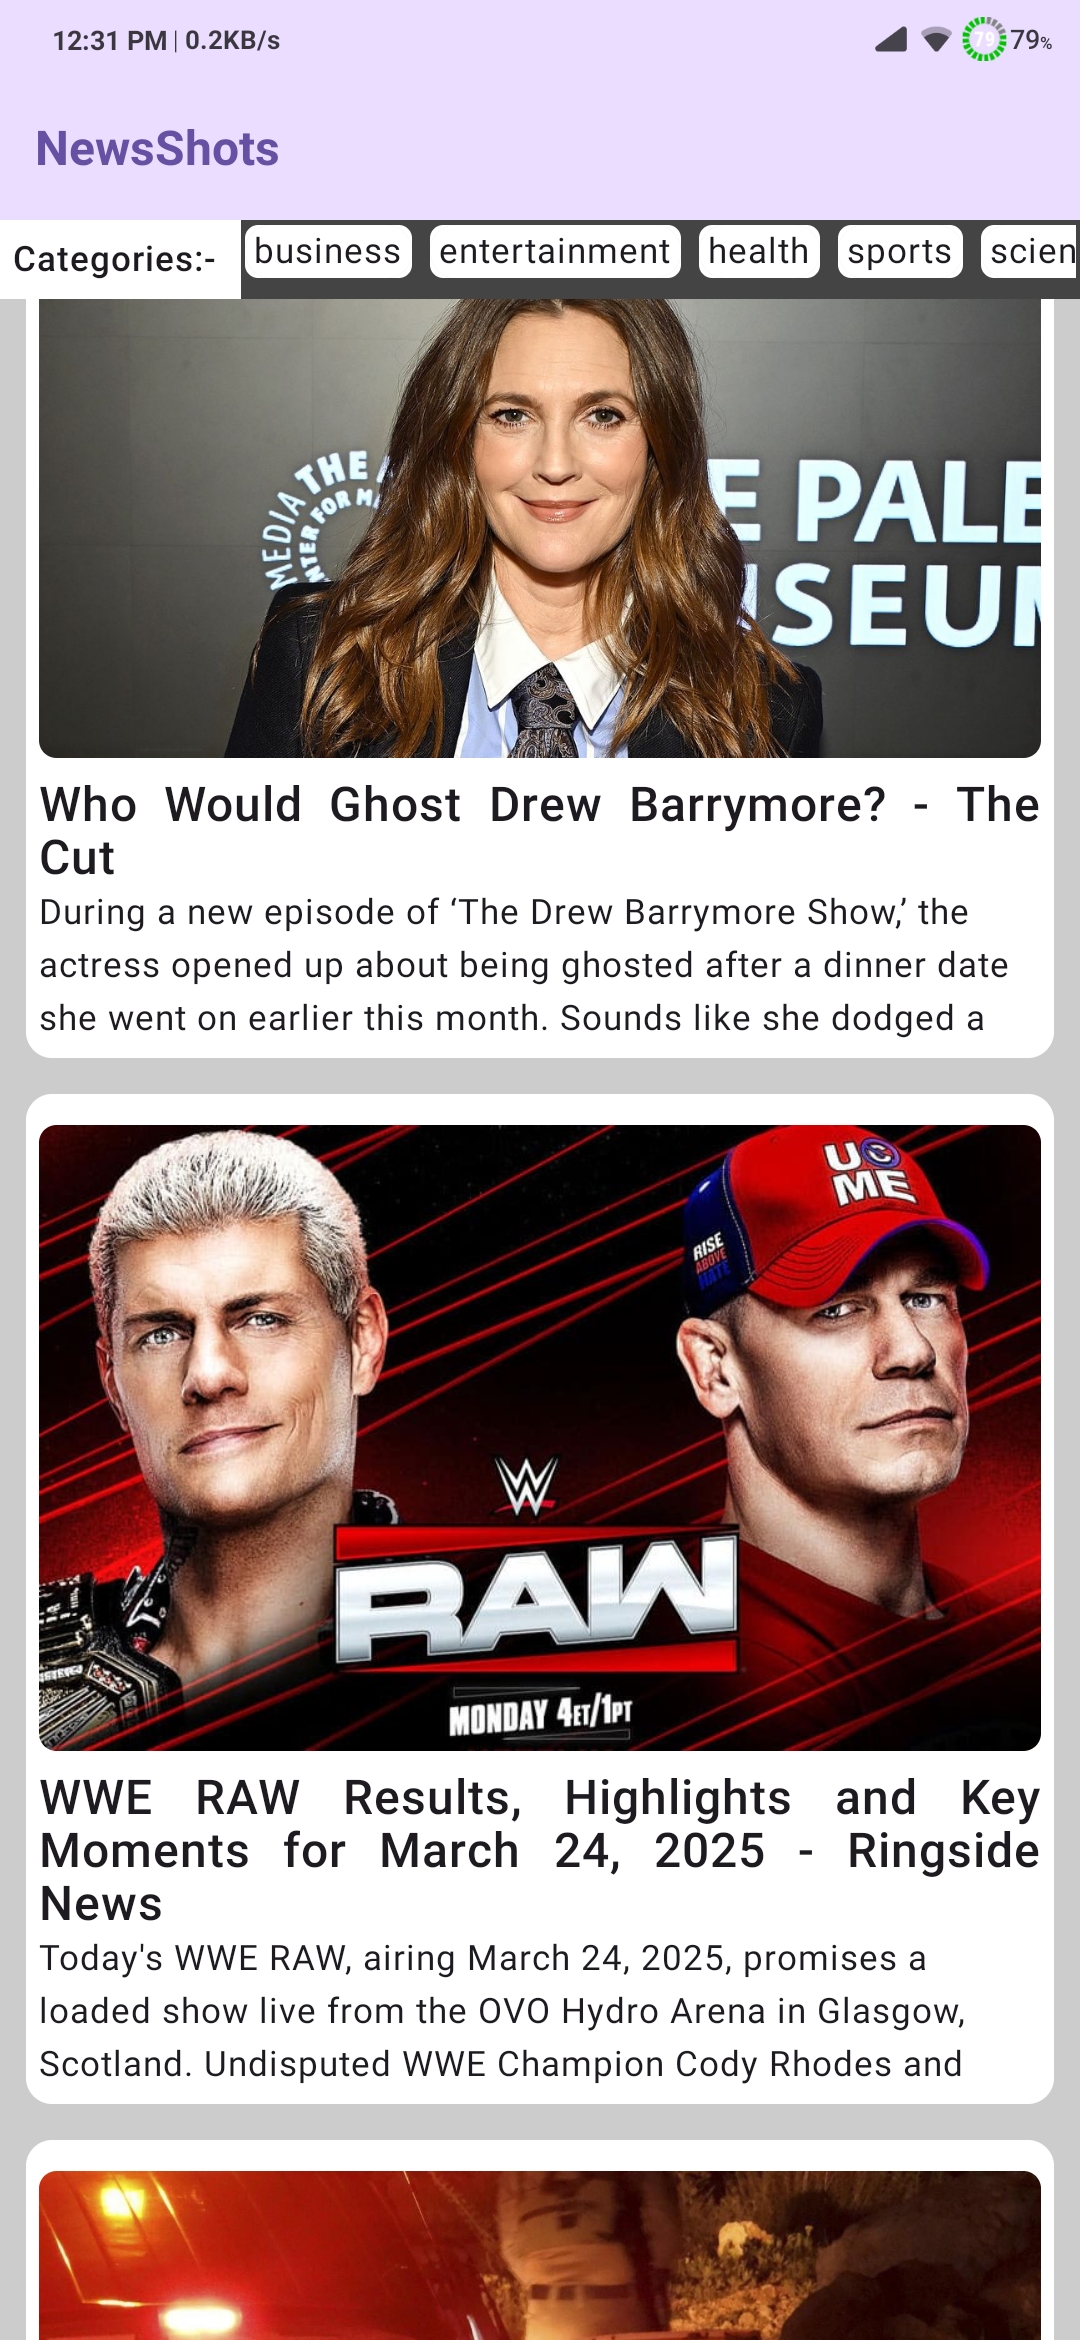 12:31 PM | 0.2KB/s
79 79%
NewsShots
Categories:- business entertainment health sports scien
THE
MEDIA
FOR
E PALE
SEUM
Who Would Ghost Drew Barrymore? - The
Cut
During a new episode of ‘The Drew Barrymore Show,’ the
actress opened up about being ghosted after a dinner date
she went on earlier this month. Sounds like she dodged a
U C
ME
RISE
ABOVE
HATE
W
RAW
MONDAY 4ET/1PT
WWE RAW Results, Highlights and Key
Moments for March 24, 2025 - Ringside
News
Today's WWE RAW, airing March 24, 2025, promises a
loaded show live from the OVO Hydro Arena in Glasgow,
Scotland. Undisputed WWE Champion Cody Rhodes and